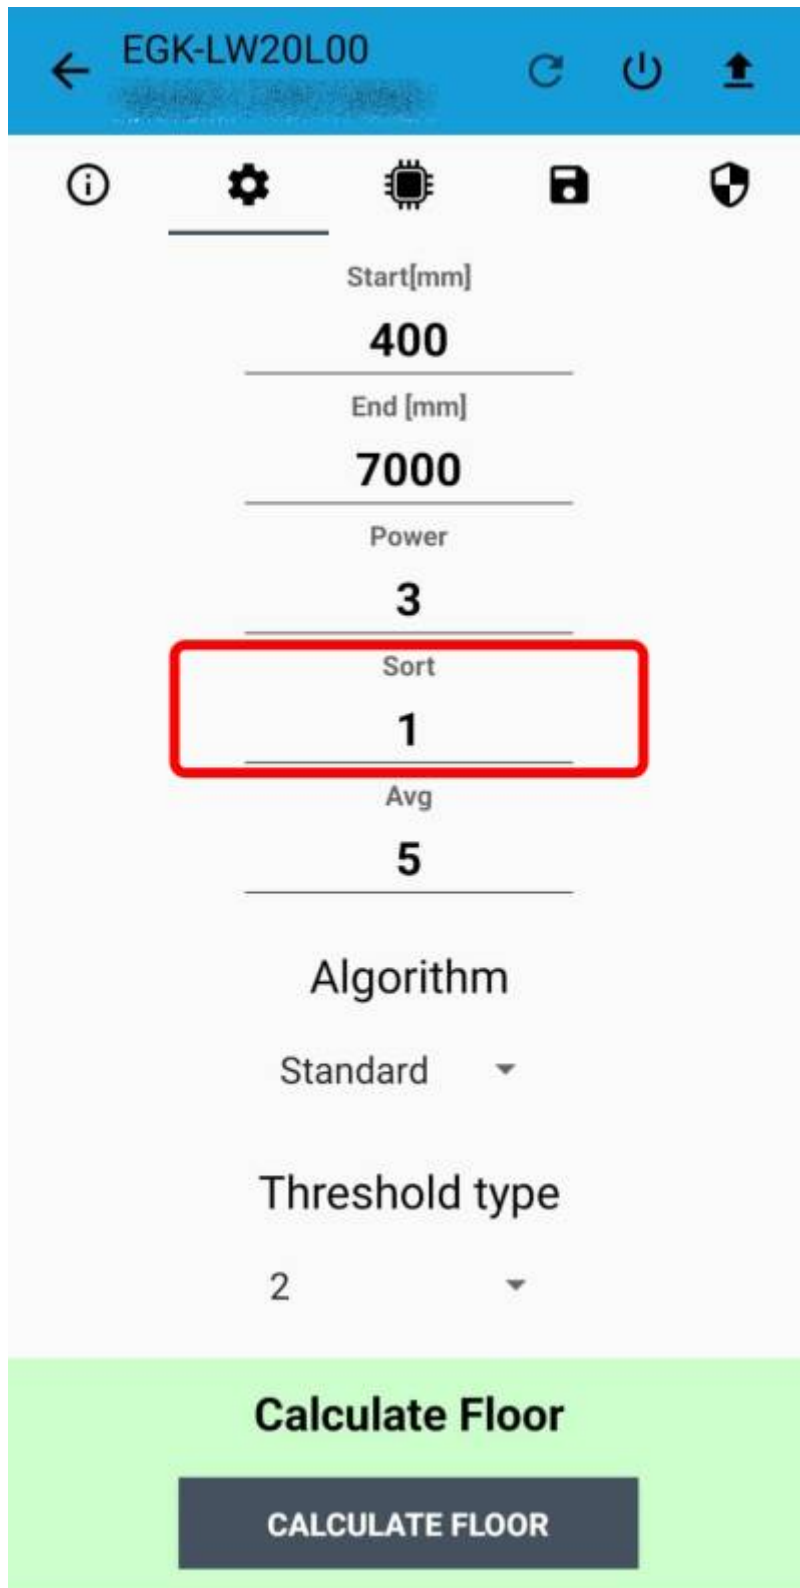 EGK-LW20L00
Start[mm]
400
End [mm]
7000
Power
3
Sort
1
Avg
5
Algorithm
Standard
Threshold type
2
Calculate Floor
CALCULATE FLOOR